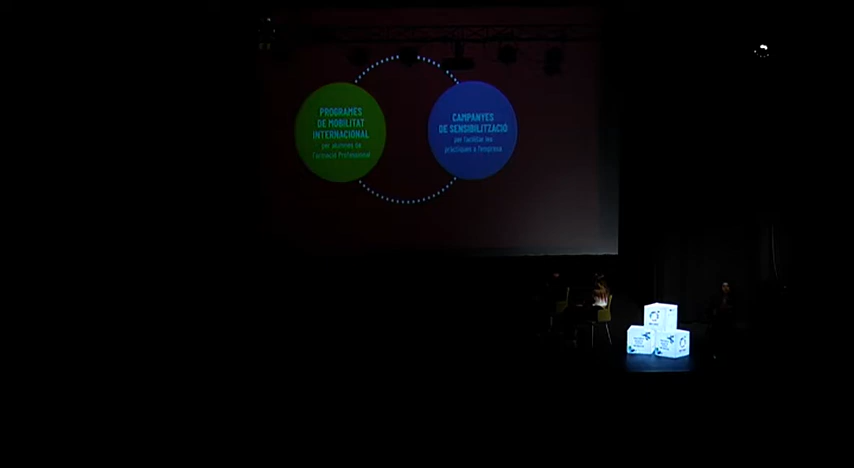 PROGRAMES
DE MOBILITAT
INTERNACIONAL
per alumnes de
Formació Professional
CAMPANYES
DE SENSIBILITZACIÓ
per facilitar les
pràctiques a l'empresa